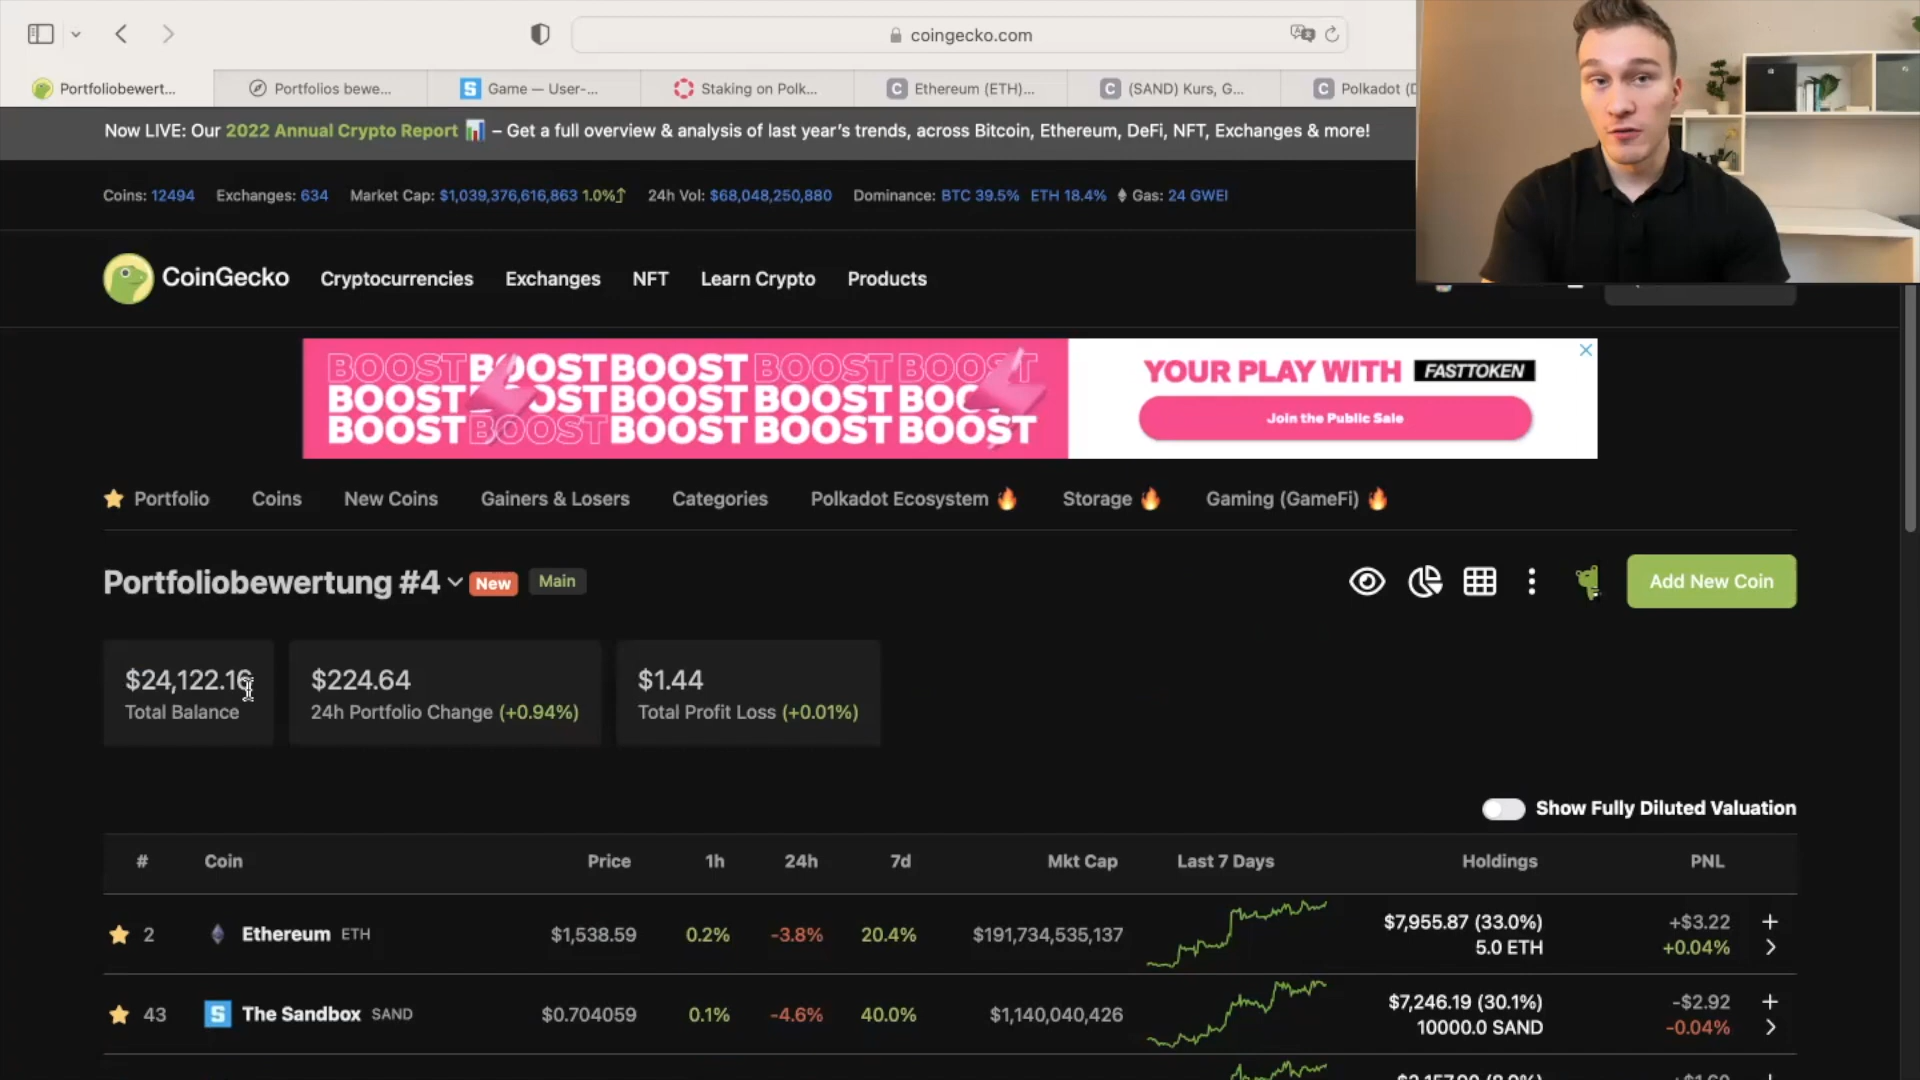 coingecko.com
Portfoliobewert...
Portfolios bewe...
Game — User-...
Staking on Polk...
Ethereum (ETH)...
(SAND) Kurs, G...
Polkadot (D
Now LIVE: Our 2022 Annual Crypto Report – Get a full overview & analysis of last year's trends, across Bitcoin, Ethereum, DeFi, NFT, Exchanges & more!
Coins: 12494 Exchanges: 634 Market Cap: $1,039,376,616,863 1.0% 24h Vol: $68,048,250,880 Dominance: BTC 39.5% ETH 18.4% Gas: 24 GWEI
CoinGecko Cryptocurrencies Exchanges NFT Learn Crypto Products
BOOSTBOOSTBOOST BOOST BOOST
BOOST BOOST BOOST BOOST BOOST
BOOST BOOST BOOST BOOST BOOST
YOUR PLAY WITH FASTTOKEN
Join the Public Sale
Portfolio Coins New Coins Gainers & Losers Categories Polkadot Ecosystem Storage Gaming (GameFi)
Portfoliobewertung #4 New Main
Add New Coin
$24,122.16
Total Balance
$224.64
24h Portfolio Change (+0.94%)
$1.44
Total Profit Loss (+0.01%)
Show Fully Diluted Valuation
# Coin Price 1h 24h 7d Mkt Cap Last 7 Days Holdings PNL
2 Ethereum ETH $1,538.59 0.2% -3.8% 20.4% $191,734,535,137 $7,955.87 (33.0%) +$3.22
5.0 ETH +0.04%
43 The Sandbox SAND $0.704059 0.1% -4.6% 40.0% $1,140,040,426 $7,246.19 (30.1%) -$2.92
10000.0 SAND -0.04%